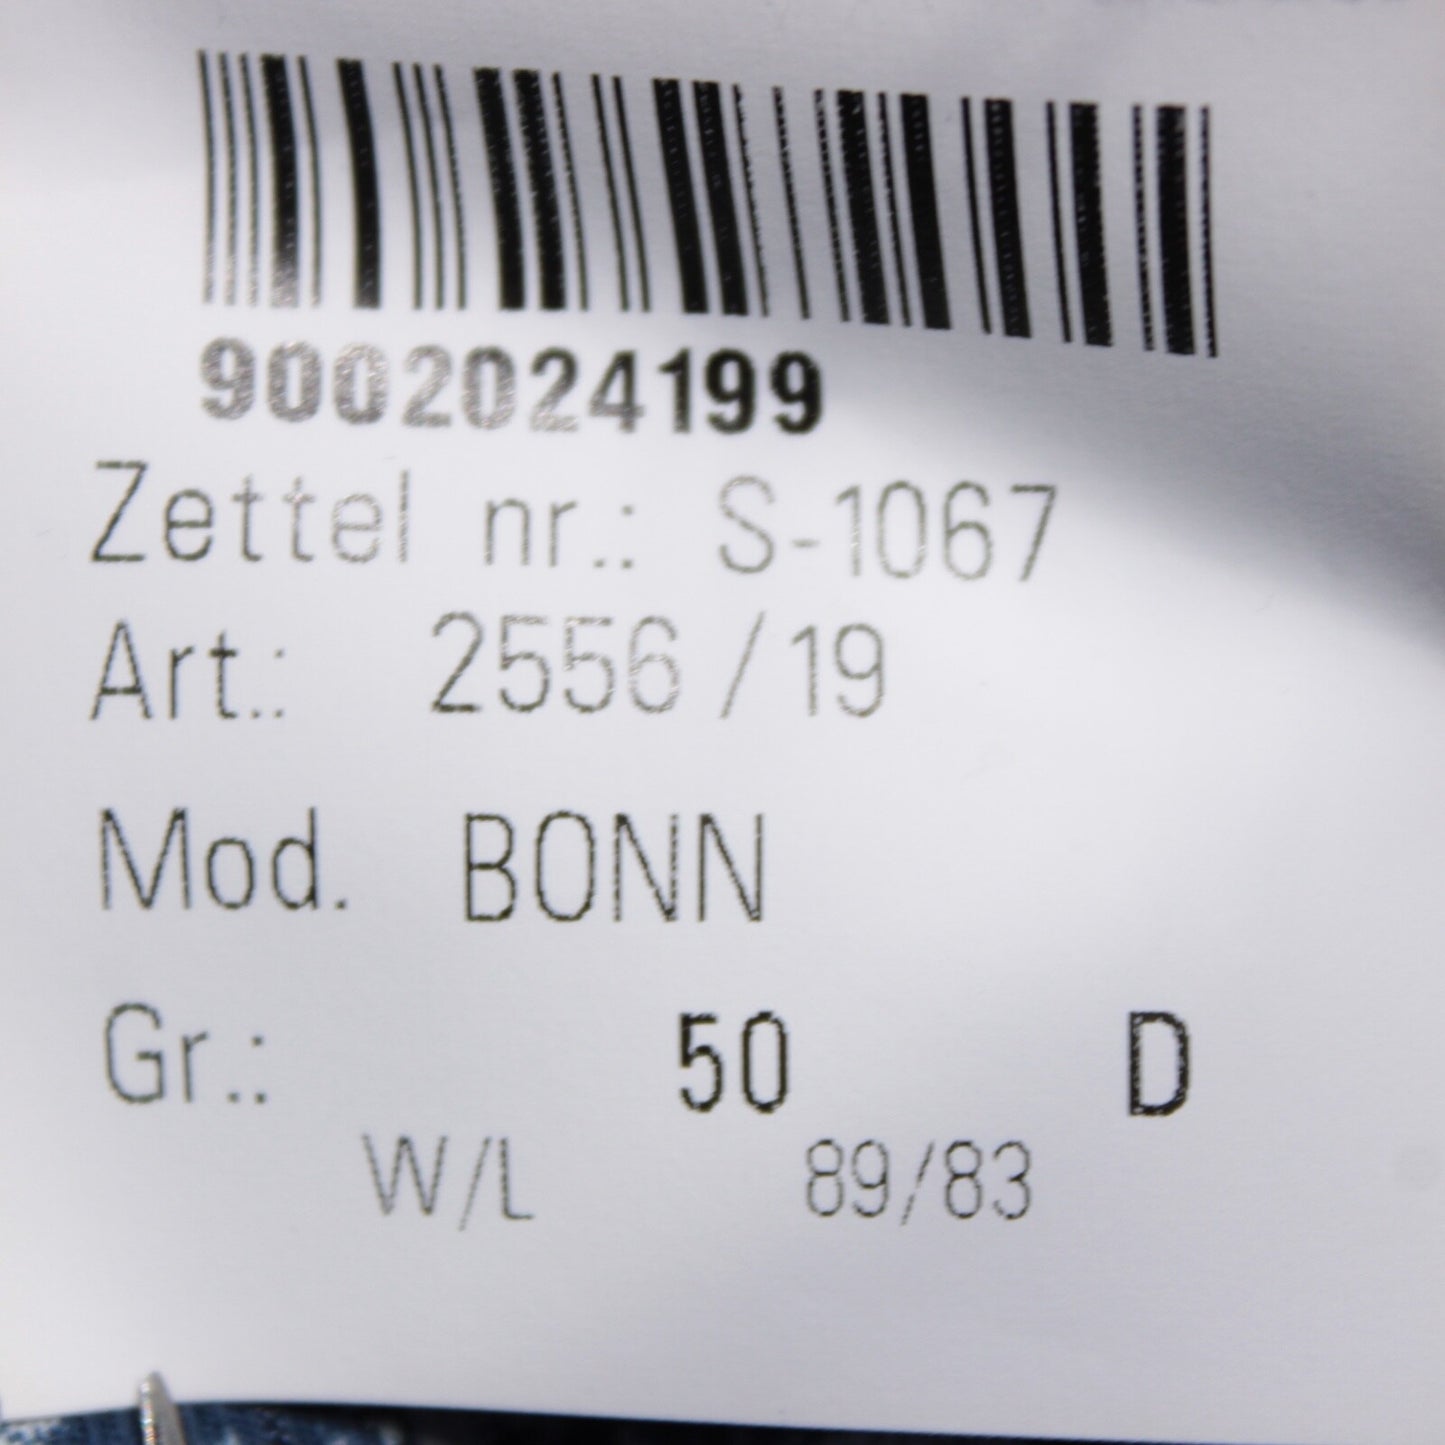 9002024199
Zettel nr.: S-1067
Art.: 2556 /19
Mod. BONN
Gr.: 50 D
W/L 89/83